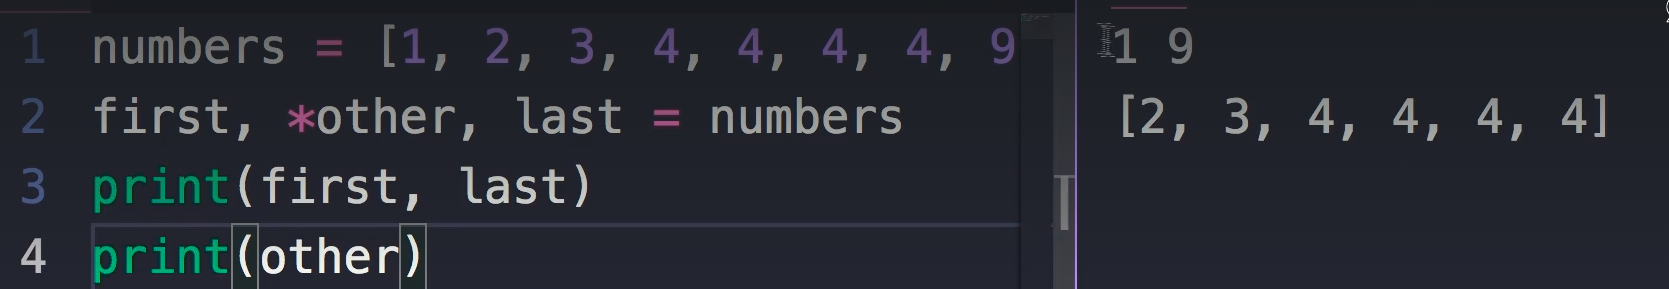 1 numbers = [1, 2, 3, 4, 4, 4, 4, 9
2 first, *other, last = numbers
3 print(first, last)
4 print(other)
1 9
[2, 3, 4, 4, 4, 4]